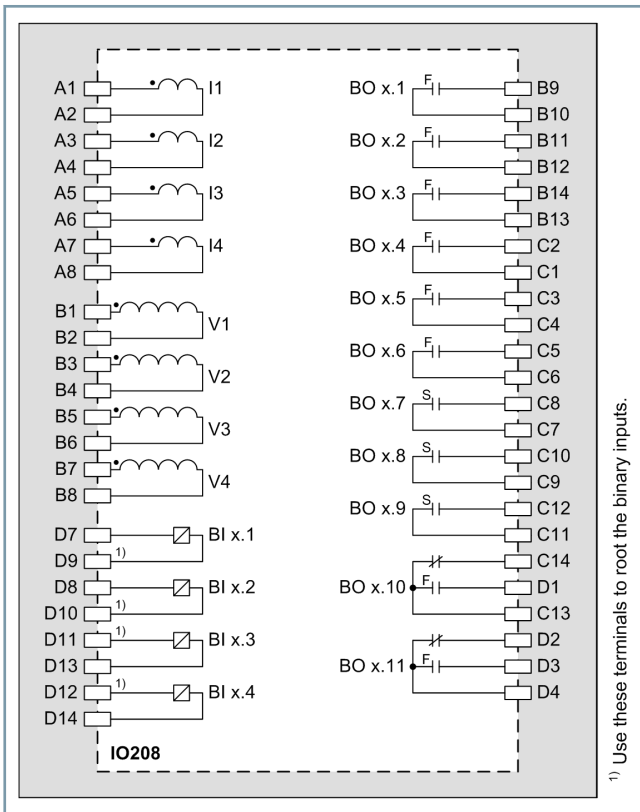 A1 I1 BO x.1 F B9
A2 B10
A3 I2 BO x.2 F B11
A4 B12
A5 I3 BO x.3 F B14
A6 B13
A7 I4 BO x.4 F C2
A8 C1
BO x.5 F C3
B1 V1 C4
B2
B3 V2 BO x.6 F C5
B4 C6
B5 V3 BO x.7 S C8
B6 C7
B7 V4 BO x.8 S C10
B8 C9
BO x.9 S C12
D7 BI x.1 C11
D9 1) C14
D8 BI x.2 BO x.10 F D1
D10 1) C13
D11 1) BI x.3 D2
D13 BO x.11 F D3
D12 1) BI x.4 D4
D14
IO208
1) Use these terminals to root the binary inputs.